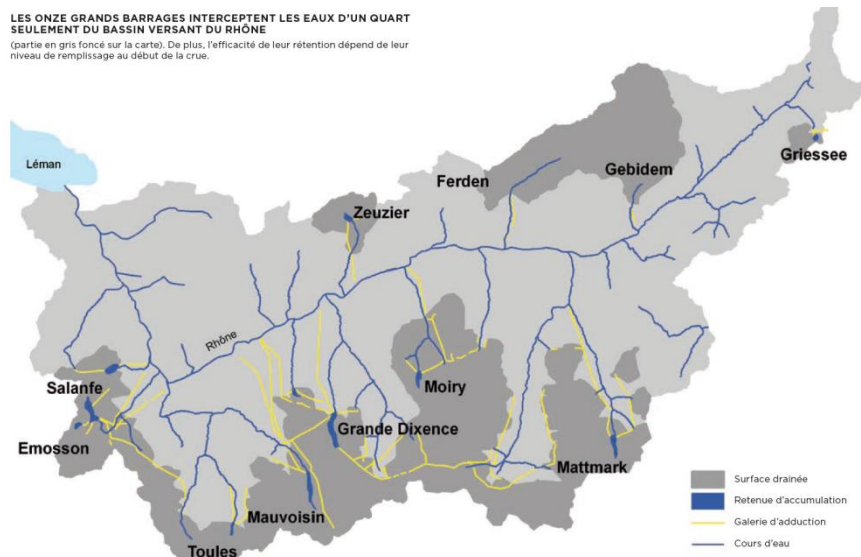 LES ONZE GRANDS BARRAGES INTERCEPTENT LES EAUX D'UN QUART
SEULEMENT DU BASSIN VERSANT DU RHÔNE
(partie en gris foncé sur la carte). De plus, l'efficacité de leur rétention dépend de leur
niveau de remplissage au début de la crue.
Léman
Griessee
Gebidem
Ferden
Zeuzier
Rhône
Salanfe
Moiry
Emosson
Grande Dixence
Mattmark
Mauvoisin
Toules
Surface drainée
Retenue d'accumulation
Galerie d'adduction
Cours d'eau